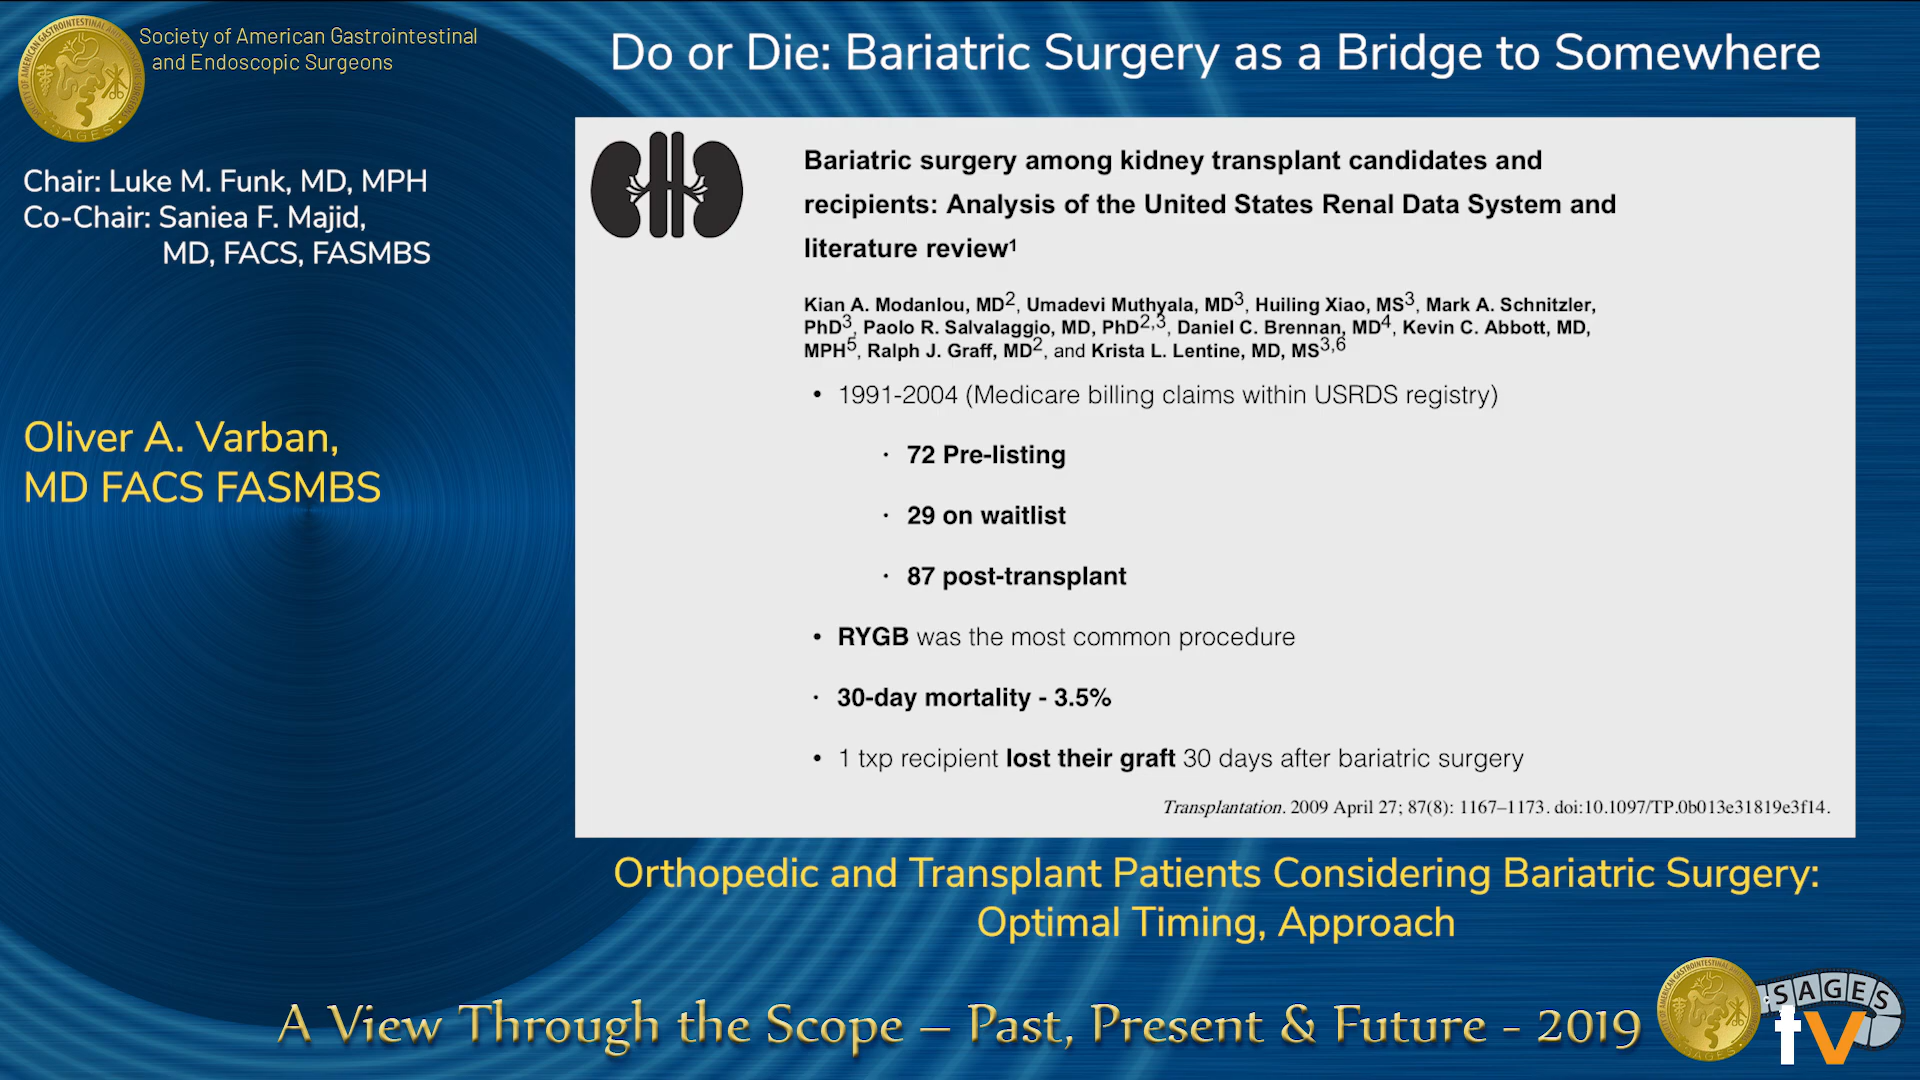 Society of American Gastrointestinal
and Endoscopic Surgeons
Do or Die: Bariatric Surgery as a Bridge to Somewhere
Chair: Luke M. Funk, MD, MPH
Co-Chair: Saniea F. Majid,
MD, FACS, FASMBS
Oliver A. Varban,
MD FACS FASMBS
Bariatric surgery among kidney transplant candidates and
recipients: Analysis of the United States Renal Data System and
literature review¹
Kian A. Modanlou, MD², Umadevi Muthyala, MD³, Huiling Xiao, MS³, Mark A. Schnitzler,
PhD³, Paolo R. Salvalaggio, MD, PhD²,³, Daniel C. Brennan, MD⁴, Kevin C. Abbott, MD,
MPH⁵, Ralph J. Graff, MD², and Krista L. Lentine, MD, MS³,⁶
• 1991-2004 (Medicare billing claims within USRDS registry)
· 72 Pre-listing
· 29 on waitlist
· 87 post-transplant
• RYGB was the most common procedure
· 30-day mortality - 3.5%
• 1 txp recipient lost their graft 30 days after bariatric surgery
Transplantation. 2009 April 27; 87(8): 1167–1173. doi:10.1097/TP.0b013e31819e3f14.
Orthopedic and Transplant Patients Considering Bariatric Surgery:
Optimal Timing, Approach
A View Through the Scope – Past, Present & Future - 2019
SAGES
tv